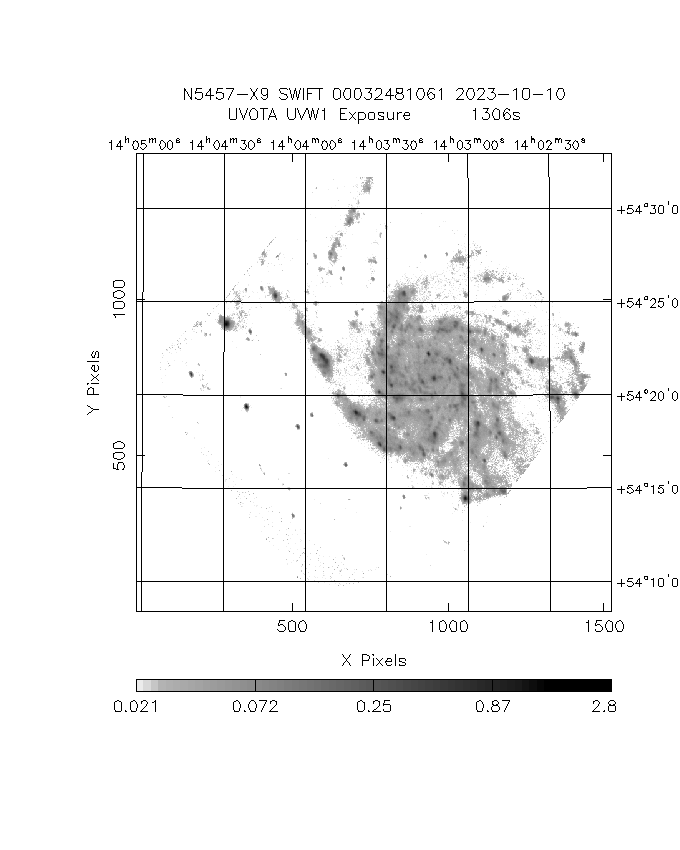 N5457-X9 SWIFT 00032481061 2023-10-10
UVOTA UVW1 Exposure 1306s
14ʰ05ᵐ00ˢ 14ʰ04ᵐ30ˢ 14ʰ04ᵐ00ˢ 14ʰ03ᵐ30ˢ 14ʰ03ᵐ00ˢ 14ʰ02ᵐ30ˢ
+54°30'0
+54°25'0
+54°20'0
+54°15'0
+54°10'0
1000
500
Y Pixels
500 1000 1500
X Pixels
0.021 0.072 0.25 0.87 2.8